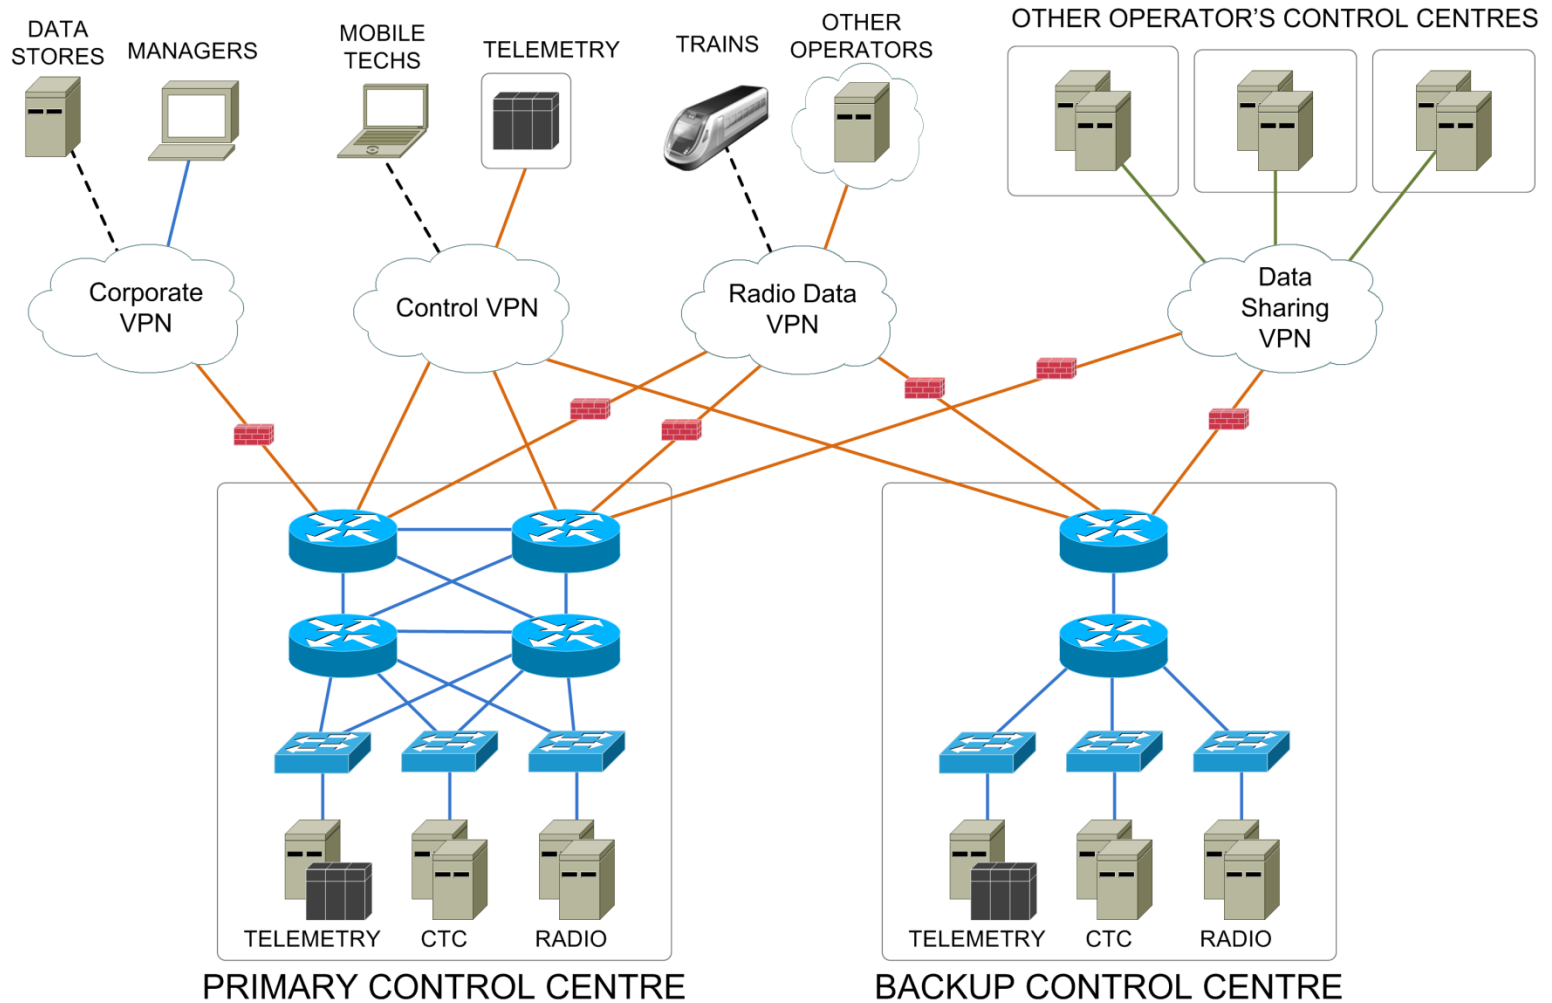 DATA
STORES
MANAGERS
MOBILE
TECHS
TELEMETRY
TRAINS
OTHER
OPERATORS
OTHER OPERATOR’S CONTROL CENTRES
Corporate
VPN
Control VPN
Radio Data
VPN
Data
Sharing
VPN
TELEMETRY
CTC
RADIO
PRIMARY CONTROL CENTRE
TELEMETRY
CTC
RADIO
BACKUP CONTROL CENTRE